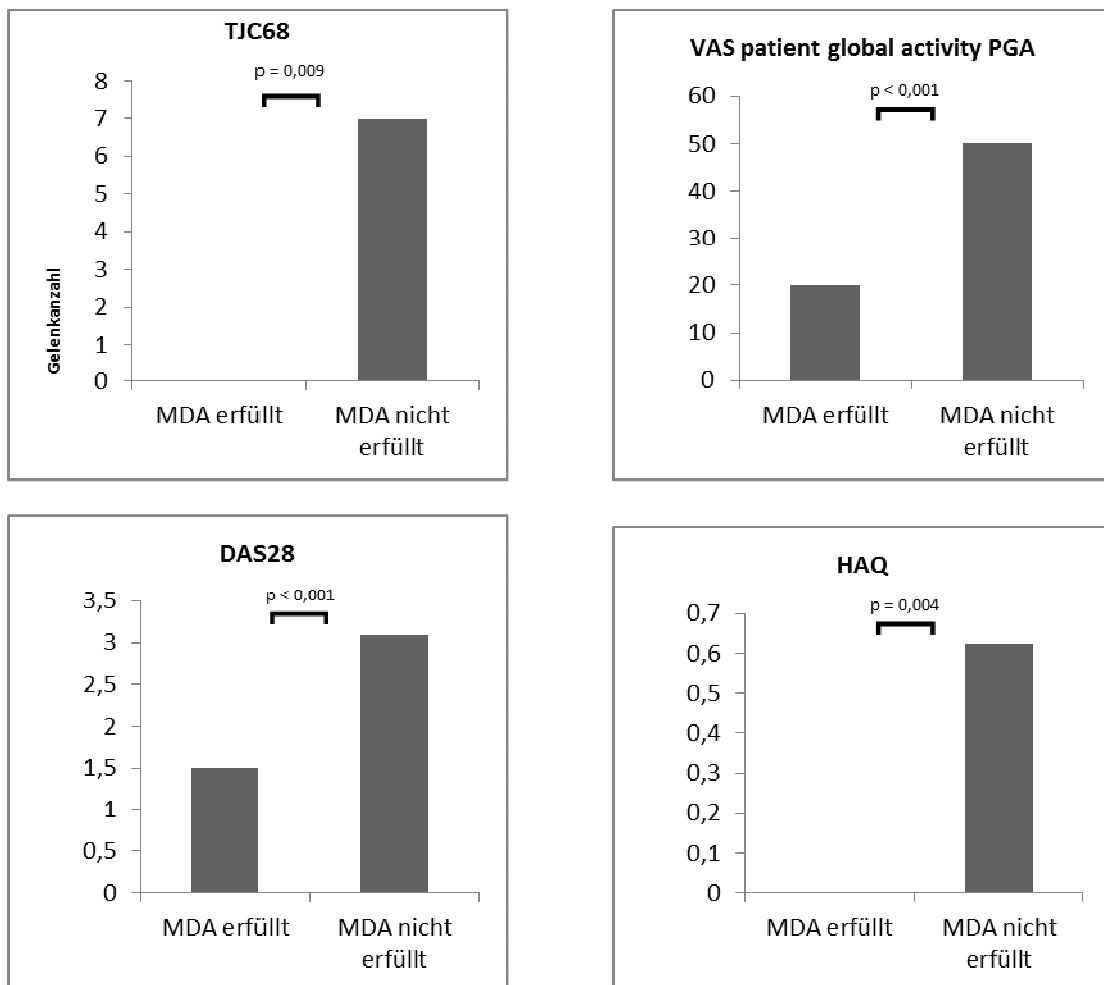 TJC68
p = 0,009
8
7
6
5
4
3
2
1
0
Gelenkanzahl
MDA erfüllt
MDA nicht
erfüllt
VAS patient global activity PGA
p < 0,001
60
50
40
30
20
10
0
MDA erfüllt
MDA nicht
erfüllt
DAS28
p < 0,001
3,5
3
2,5
2
1,5
1
0,5
0
MDA erfüllt
MDA nicht
erfüllt
HAQ
p = 0,004
0,7
0,6
0,5
0,4
0,3
0,2
0,1
0
MDA erfüllt
MDA nicht
erfüllt